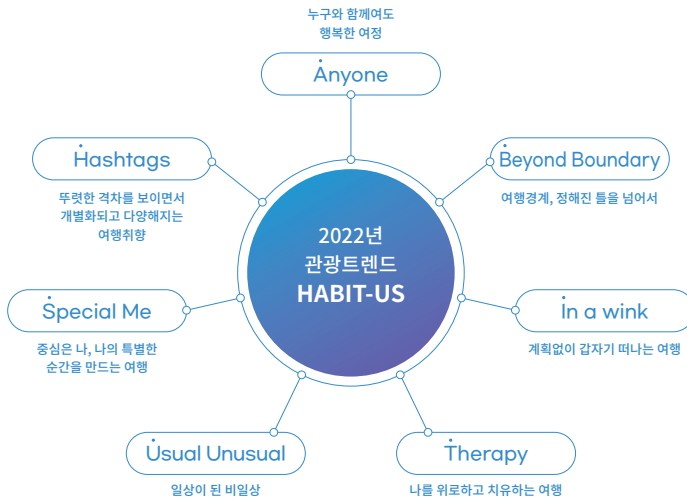 누구와 함께여도
행복한 여정
Anyone
Hashtags
뚜렷한 격차를 보이면서
개별화되고 다양해지는
여행취향
Beyond Boundary
여행경계, 정해진 틀을 넘어서
2022년
관광트렌드
HABIT-US
Special Me
중심은 나, 나의 특별한
순간을 만드는 여행
In a wink
계획없이 갑자기 떠나는 여행
Usual Unusual
일상이 된 비일상
Therapy
나를 위로하고 치유하는 여행